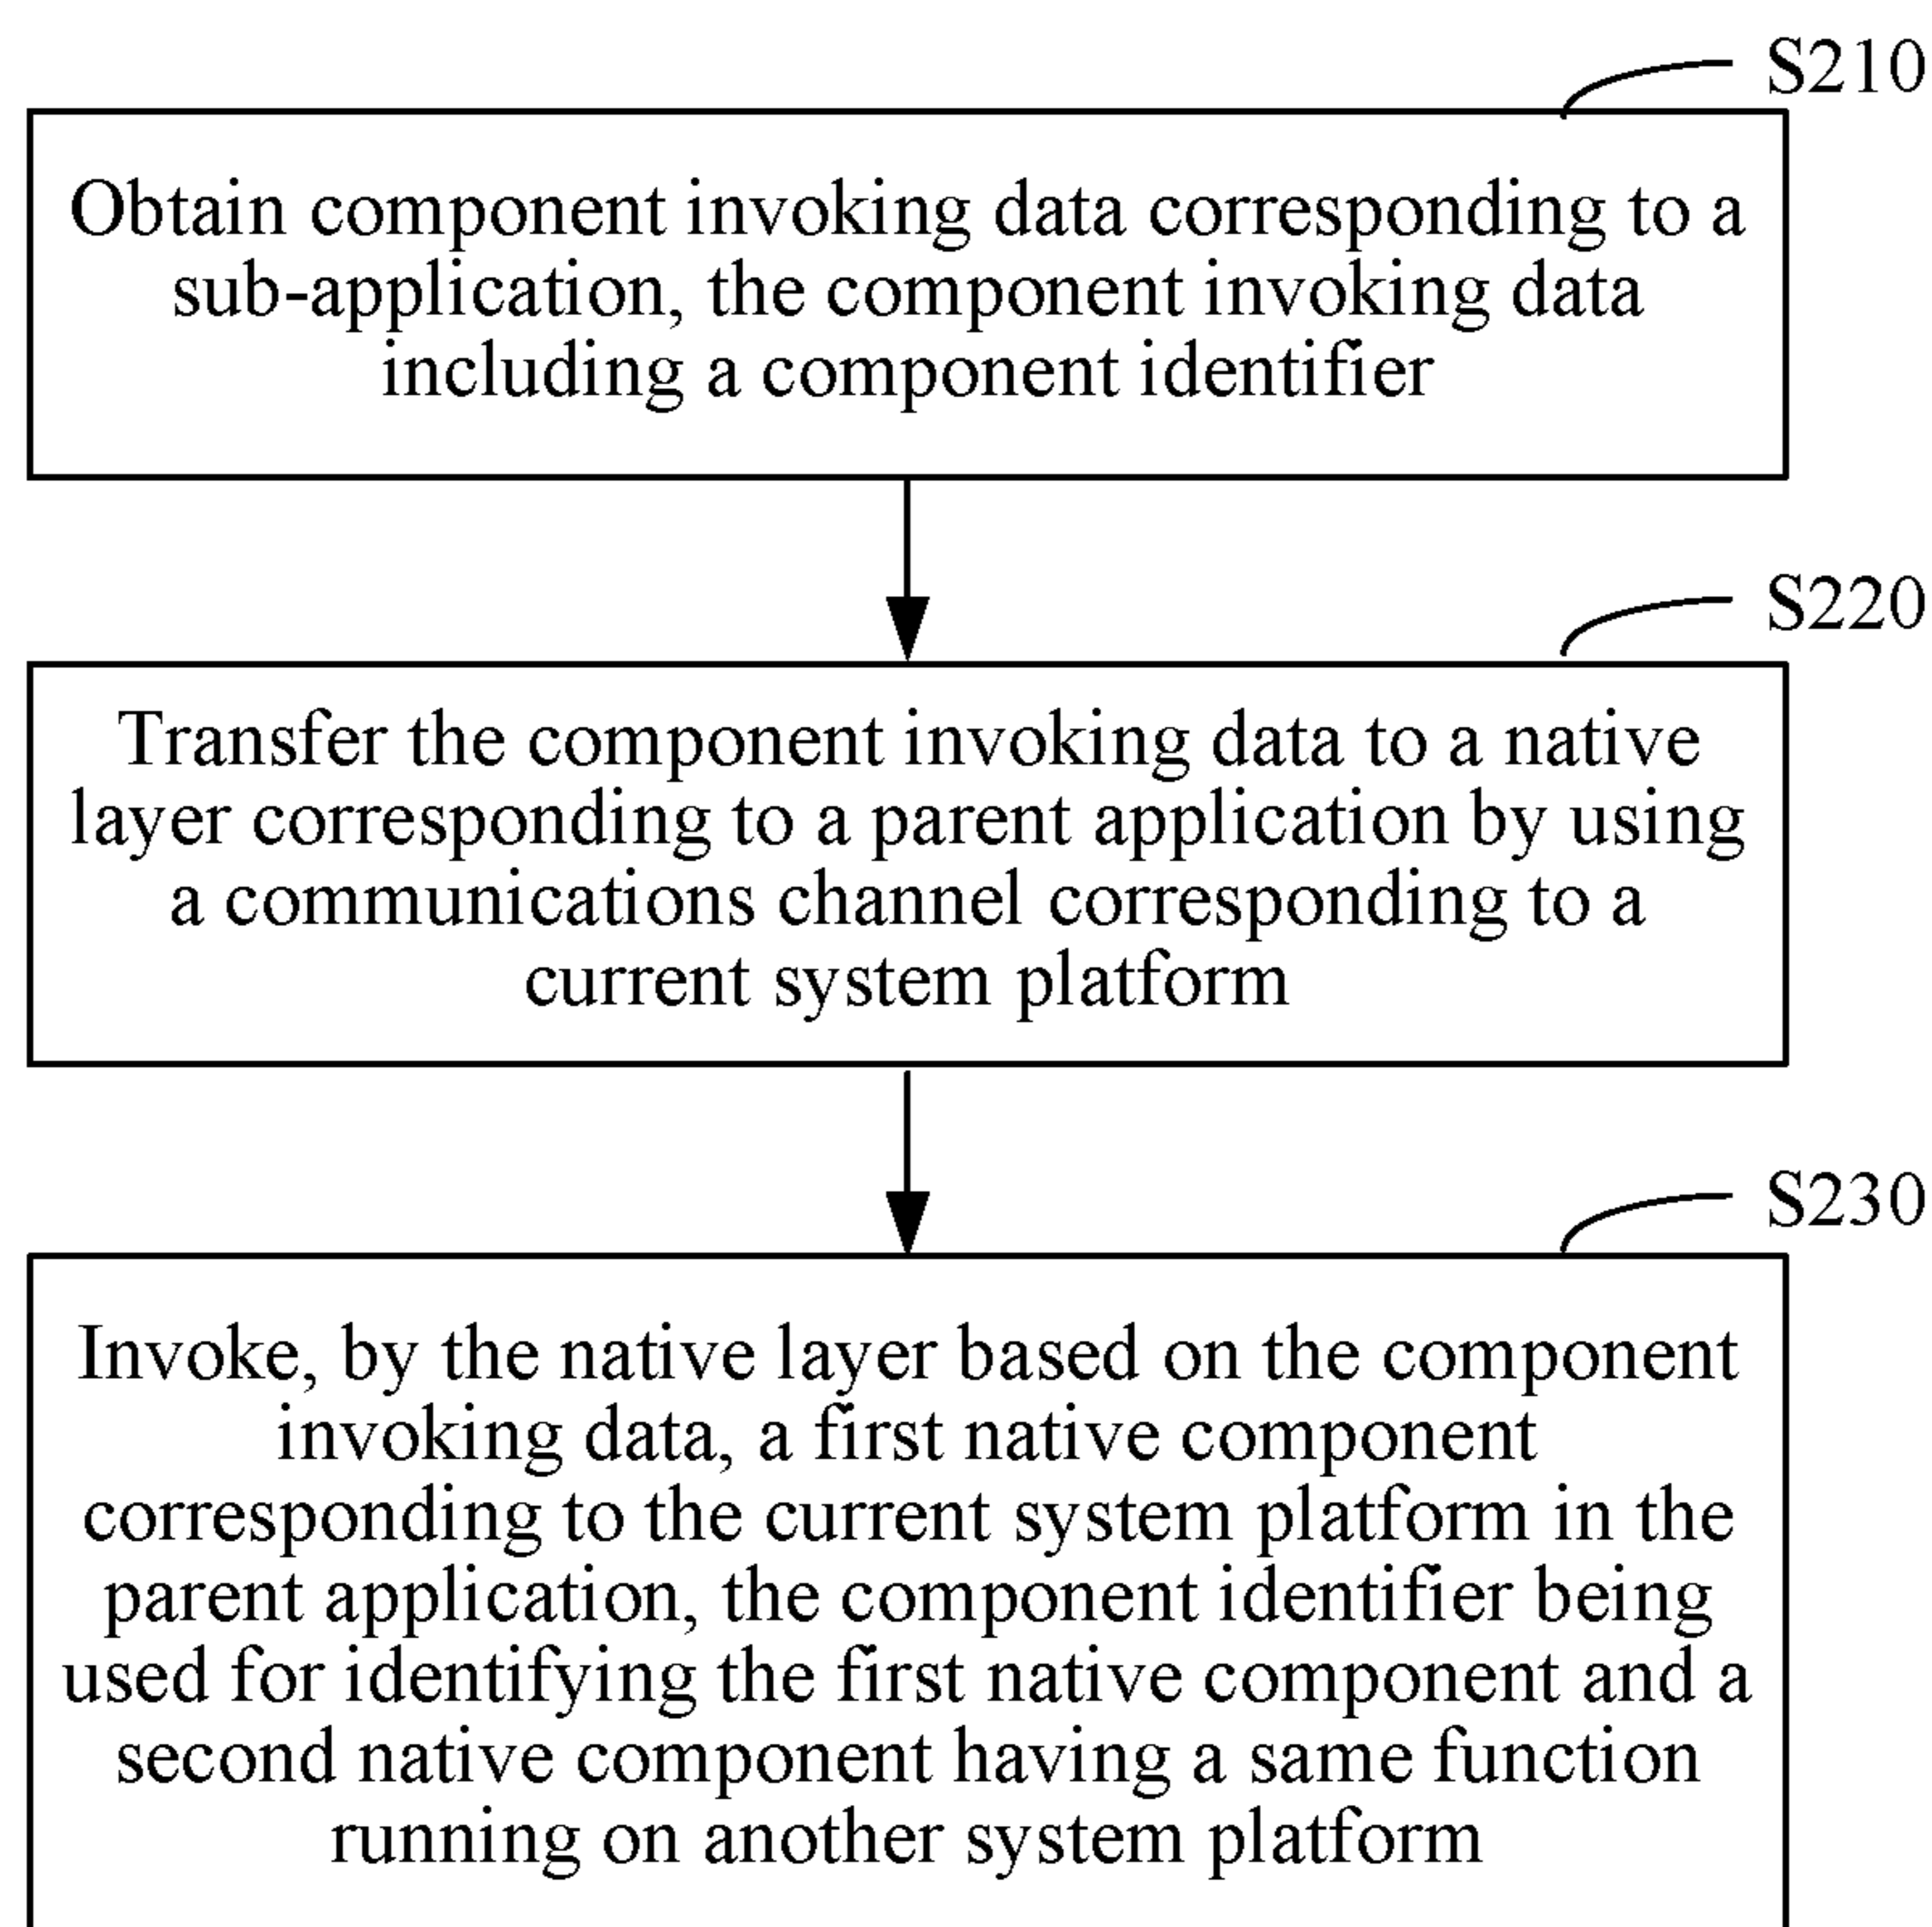 S210
Obtain component invoking data corresponding to a
sub-application, the component invoking data
including a component identifier
S220
Transfer the component invoking data to a native
layer corresponding to a parent application by using
a communications channel corresponding to a
current system platform
S230
Invoke, by the native layer based on the component
invoking data, a first native component
corresponding to the current system platform in the
parent application, the component identifier being
used for identifying the first native component and a
second native component having a same function
running on another system platform